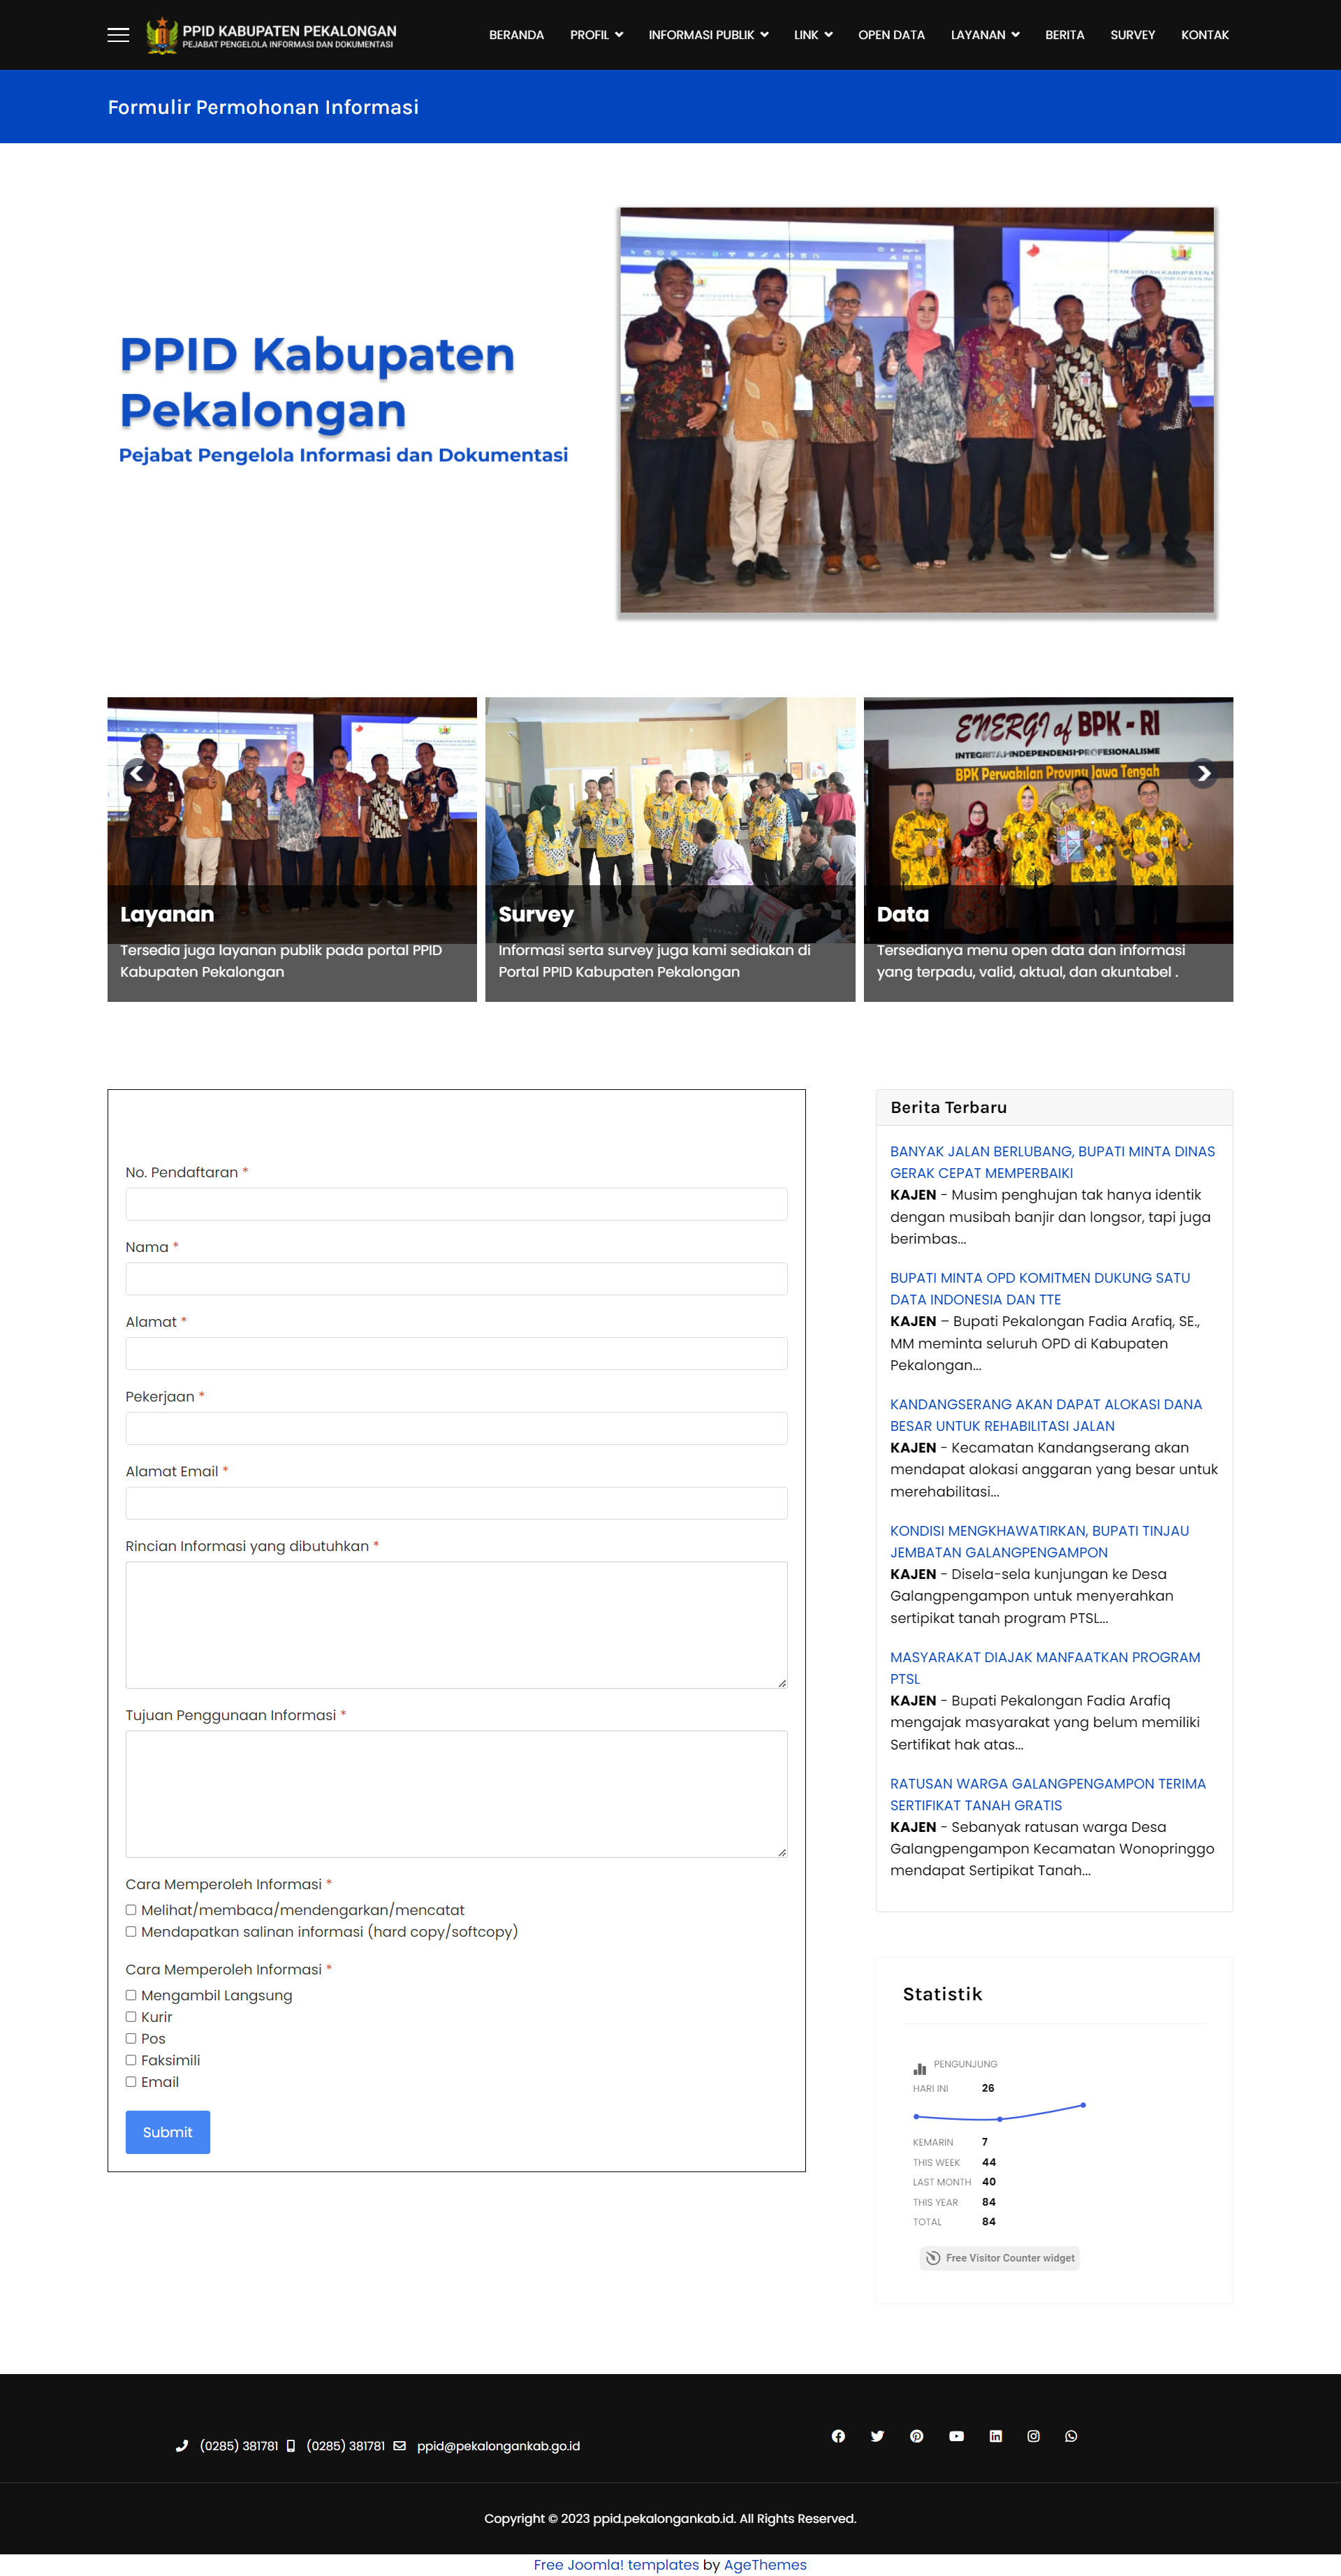 PPID KABUPATEN PEKALONGAN
PEJABAT PENGELOLA INFORMASI DAN DOKUMENTASI
BERANDA
PROFIL
INFORMASI PUBLIK
LINK
OPEN DATA
LAYANAN
BERITA
SURVEY
KONTAK
Formulir Permohonan Informasi
PPID Kabupaten
Pekalongan
Pejabat Pengelola Informasi dan Dokumentasi
Layanan
Tersedia juga layanan publik pada portal PPID
Kabupaten Pekalongan
Survey
Informasi serta survey juga kami sediakan di
Portal PPID Kabupaten Pekalongan
ENERGI of BPK - RI
INTEGRITAS-INDEPENDENSI-PROFESIONALISME
BPK Perwakilan Provinsi Jawa Tengah
Data
Tersedianya menu open data dan informasi
yang terpadu, valid, aktual, dan akuntabel .
No. Pendaftaran *
Nama *
Alamat *
Pekerjaan *
Alamat Email *
Rincian Informasi yang dibutuhkan *
Tujuan Penggunaan Informasi *
Cara Memperoleh Informasi *
Melihat/membaca/mendengarkan/mencatat
Mendapatkan salinan informasi (hard copy/softcopy)
Cara Memperoleh Informasi *
Mengambil Langsung
Kurir
Pos
Faksimili
Email
Submit
Berita Terbaru
BANYAK JALAN BERLUBANG, BUPATI MINTA DINAS
GERAK CEPAT MEMPERBAIKI
KAJEN - Musim penghujan tak hanya identik
dengan musibah banjir dan longsor, tapi juga
berimbas...
BUPATI MINTA OPD KOMITMEN DUKUNG SATU
DATA INDONESIA DAN TTE
KAJEN – Bupati Pekalongan Fadia Arafiq, SE.,
MM meminta seluruh OPD di Kabupaten
Pekalongan...
KANDANGSERANG AKAN DAPAT ALOKASI DANA
BESAR UNTUK REHABILITASI JALAN
KAJEN - Kecamatan Kandangserang akan
mendapat alokasi anggaran yang besar untuk
merehabilitasi...
KONDISI MENGKHAWATIRKAN, BUPATI TINJAU
JEMBATAN GALANGPENGAMPON
KAJEN - Disela-sela kunjungan ke Desa
Galangpengampon untuk menyerahkan
sertipikat tanah program PTSL...
MASYARAKAT DIAJAK MANFAATKAN PROGRAM
PTSL
KAJEN - Bupati Pekalongan Fadia Arafiq
mengajak masyarakat yang belum memiliki
Sertifikat hak atas...
RATUSAN WARGA GALANGPENGAMPON TERIMA
SERTIFIKAT TANAH GRATIS
KAJEN - Sebanyak ratusan warga Desa
Galangpengampon Kecamatan Wonopringgo
mendapat Sertipikat Tanah...
Statistik
PENGUNJUNG
HARI INI 26
KEMARIN 7
THIS WEEK 44
LAST MONTH 40
THIS YEAR 84
TOTAL 84
Free Visitor Counter widget
(0285) 381781 (0285) 381781 ppid@pekalongankab.go.id
Copyright © 2023 ppid.pekalongankab.id. All Rights Reserved.
Free Joomla! templates by AgeThemes